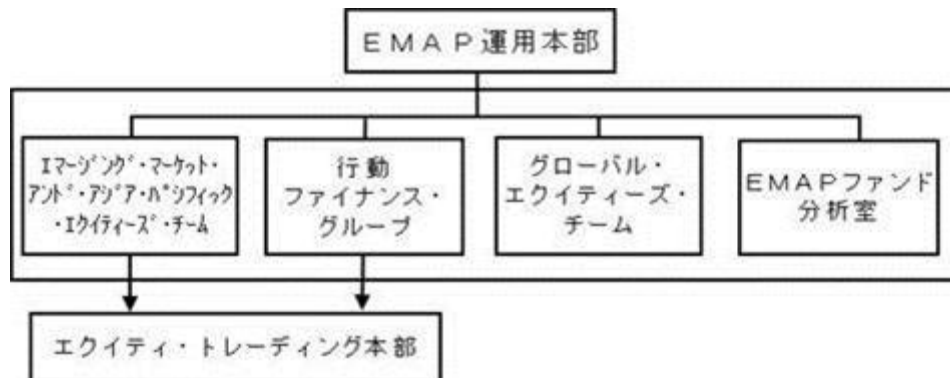 EMAP運用本部
ｴﾏｰｼﾞﾝｸﾞ･ﾏｰｹｯﾄ･
ｱﾝﾄﾞ･ｱｼﾞｱ･ﾊﾟｼﾌｨｯｸ
･ｴｸｲﾃｨｰｽﾞ･ﾁｰﾑ
行動
ファイナンス・
グループ
グローバル・
エクイティーズ・
チーム
EMAPファンド
分析室
エクイティ・トレーディング本部